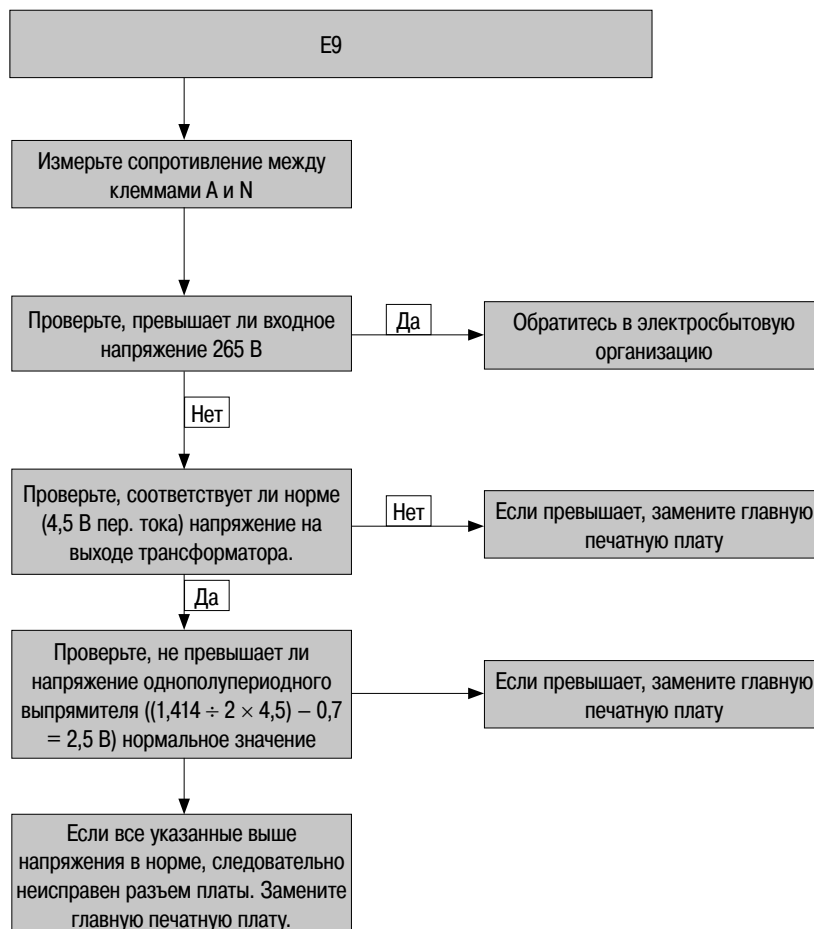 E9
Измерьте сопротивление между
клеммами A и N
Проверьте, превышает ли входное
напряжение 265 В
Да
Обратитесь в электросбытовую
организацию
Нет
Проверьте, соответствует ли норме
(4,5 В пер. тока) напряжение на
выходе трансформатора.
Нет
Если превышает, замените главную
печатную плату
Да
Проверьте, не превышает ли
напряжение однополупериодного
выпрямителя ((1,414 ÷ 2 × 4,5) – 0,7
= 2,5 В) нормальное значение
Если превышает, замените главную
печатную плату
Если все указанные выше
напряжения в норме, следовательно
неисправен разъем платы. Замените
главную печатную плату.